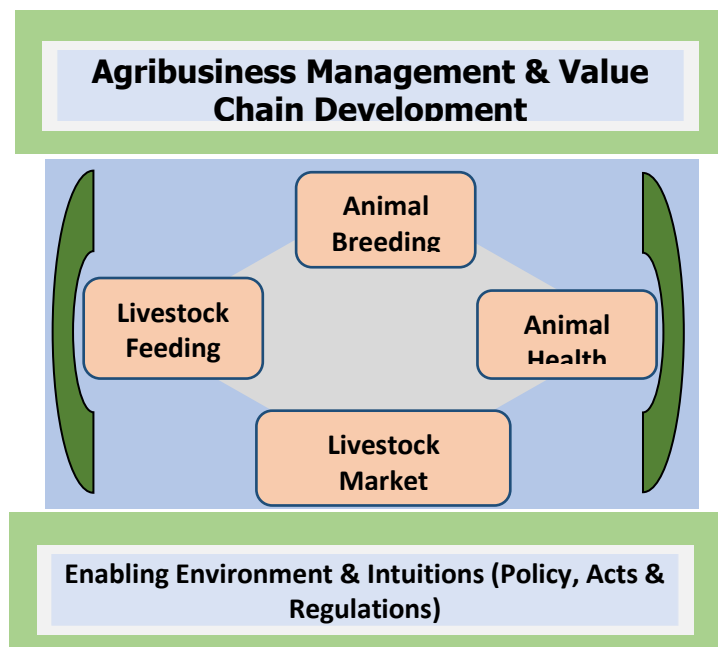 Agribusiness Management & Value
Chain Development
Animal
Breeding
Livestock
Feeding
Animal
Health
Livestock
Market
Enabling Environment & Intuitions (Policy, Acts &
Regulations)